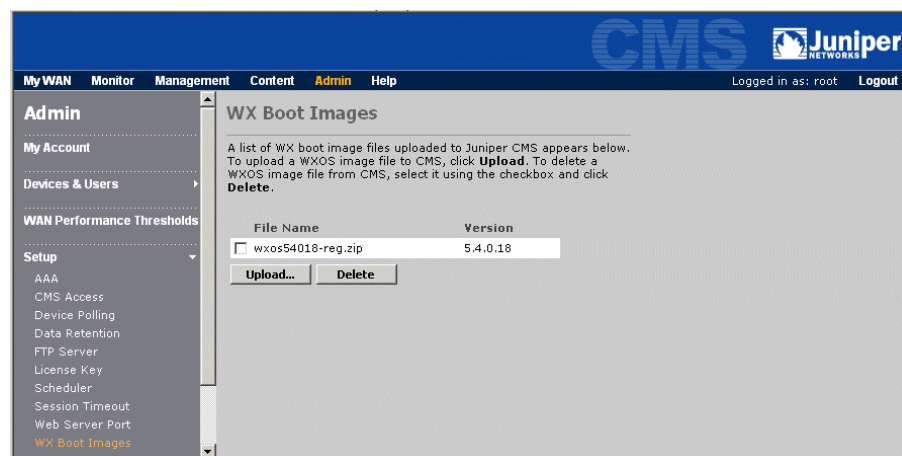 CMS
Juniper
NETWORKS
My WAN Monitor Management Content Admin Help
Logged in as: root Logout
Admin
My Account
Devices & Users
WAN Performance Thresholds
Setup
AAA
CMS Access
Device Polling
Data Retention
FTP Server
License Key
Scheduler
Session Timeout
Web Server Port
WX Boot Images
WX Boot Images
A list of WX boot image files uploaded to Juniper CMS appears below.
To upload a WXOS image file to CMS, click Upload. To delete a
WXOS image file from CMS, select it using the checkbox and click
Delete.
File Name Version
wxos54018-reg.zip 5.4.0.18
Upload... Delete